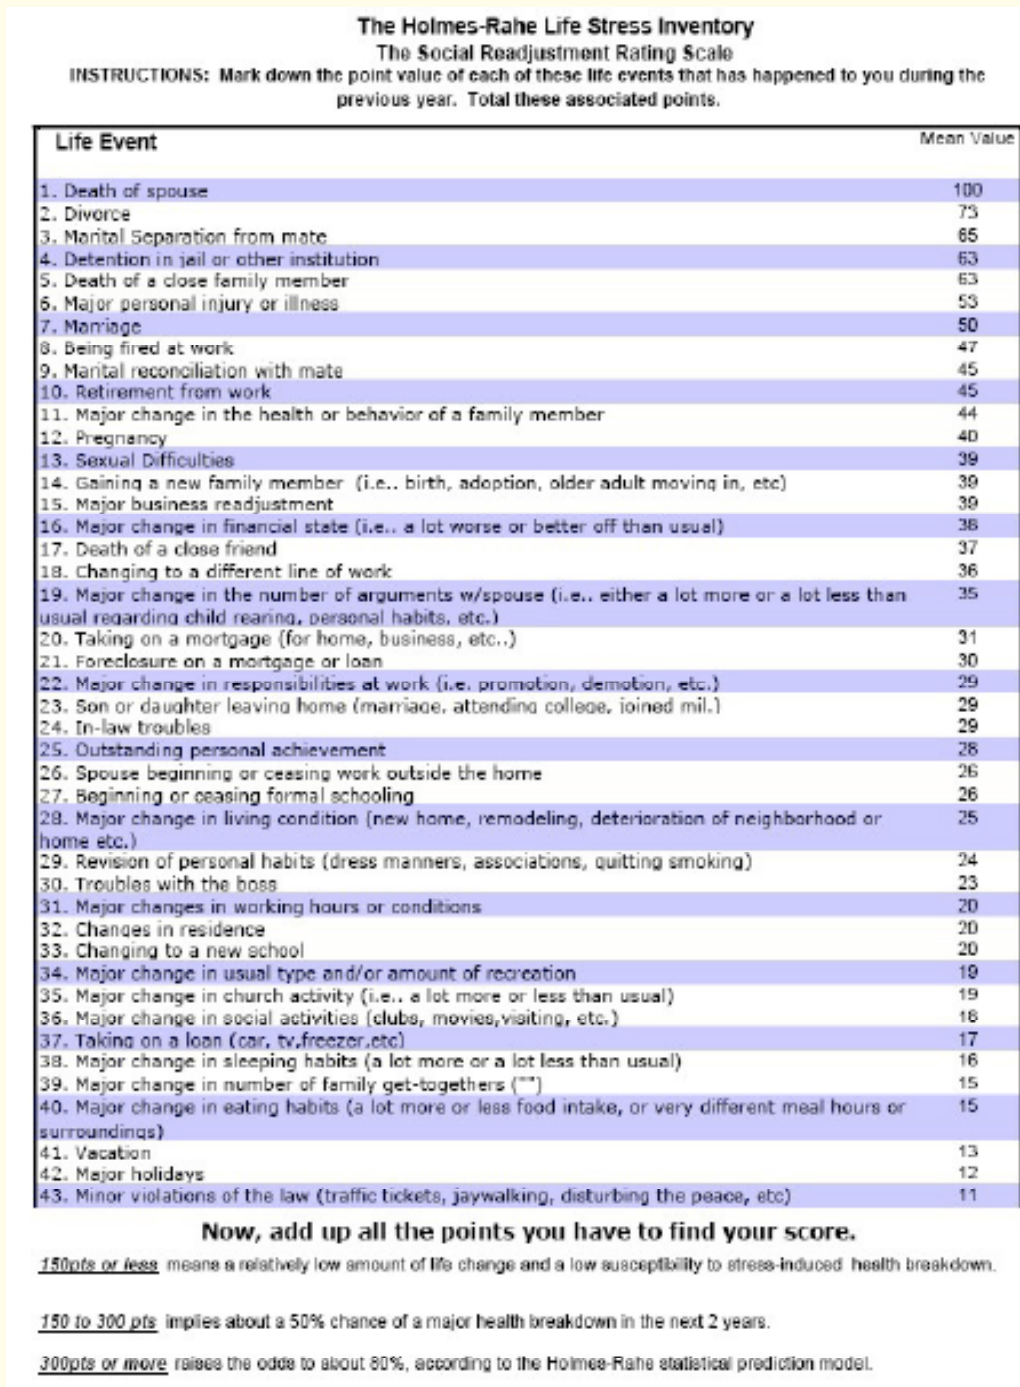 The Holmes-Rahe Life Stress Inventory
The Social Readjustment Rating Scale
INSTRUCTIONS: Mark down the point value of each of these life events that has happened to you during the
previous year. Total these associated points.
Life Event Mean Value
1. Death of spouse 100
2. Divorce 73
3. Marital Separation from mate 65
4. Detention in jail or other institution 63
5. Death of a close family member 63
6. Major personal injury or illness 53
7. Marriage 50
8. Being fired at work 47
9. Marital reconciliation with mate 45
10. Retirement from work 45
11. Major change in the health or behavior of a family member 44
12. Pregnancy 40
13. Sexual Difficulties 39
14. Gaining a new family member (i.e.. birth, adoption, older adult moving in, etc) 39
15. Major business readjustment 39
16. Major change in financial state (i.e.. a lot worse or better off than usual) 38
17. Death of a close friend 37
18. Changing to a different line of work 36
19. Major change in the number of arguments w/spouse (i.e.. either a lot more or a lot less than 35
usual regarding child rearing, personal habits, etc.)
20. Taking on a mortgage (for home, business, etc..) 31
21. Foreclosure on a mortgage or loan 30
22. Major change in responsibilities at work (i.e. promotion, demotion, etc.) 29
23. Son or daughter leaving home (marriage, attending college, joined mil.) 29
24. In-law troubles 29
25. Outstanding personal achievement 28
26. Spouse beginning or ceasing work outside the home 26
27. Beginning or ceasing formal schooling 26
28. Major change in living condition (new home, remodeling, deterioration of neighborhood or 25
home etc.)
29. Revision of personal habits (dress manners, associations, quitting smoking) 24
30. Troubles with the boss 23
31. Major changes in working hours or conditions 20
32. Changes in residence 20
33. Changing to a new school 20
34. Major change in usual type and/or amount of recreation 19
35. Major change in church activity (i.e.. a lot more or less than usual) 19
36. Major change in social activities (clubs, movies,visiting, etc.) 18
37. Taking on a loan (car, tv,freezer,etc) 17
38. Major change in sleeping habits (a lot more or a lot less than usual) 16
39. Major change in number of family get-togethers ("") 15
40. Major change in eating habits (a lot more or less food intake, or very different meal hours or 15
surroundings)
41. Vacation 13
42. Major holidays 12
43. Minor violations of the law (traffic tickets, jaywalking, disturbing the peace, etc) 11
Now, add up all the points you have to find your score.
150pts or less means a relatively low amount of life change and a low susceptibility to stress-induced health breakdown.
150 to 300 pts implies about a 50% chance of a major health breakdown in the next 2 years.
300pts or more raises the odds to about 80%, according to the Holmes-Rahe statistical prediction model.